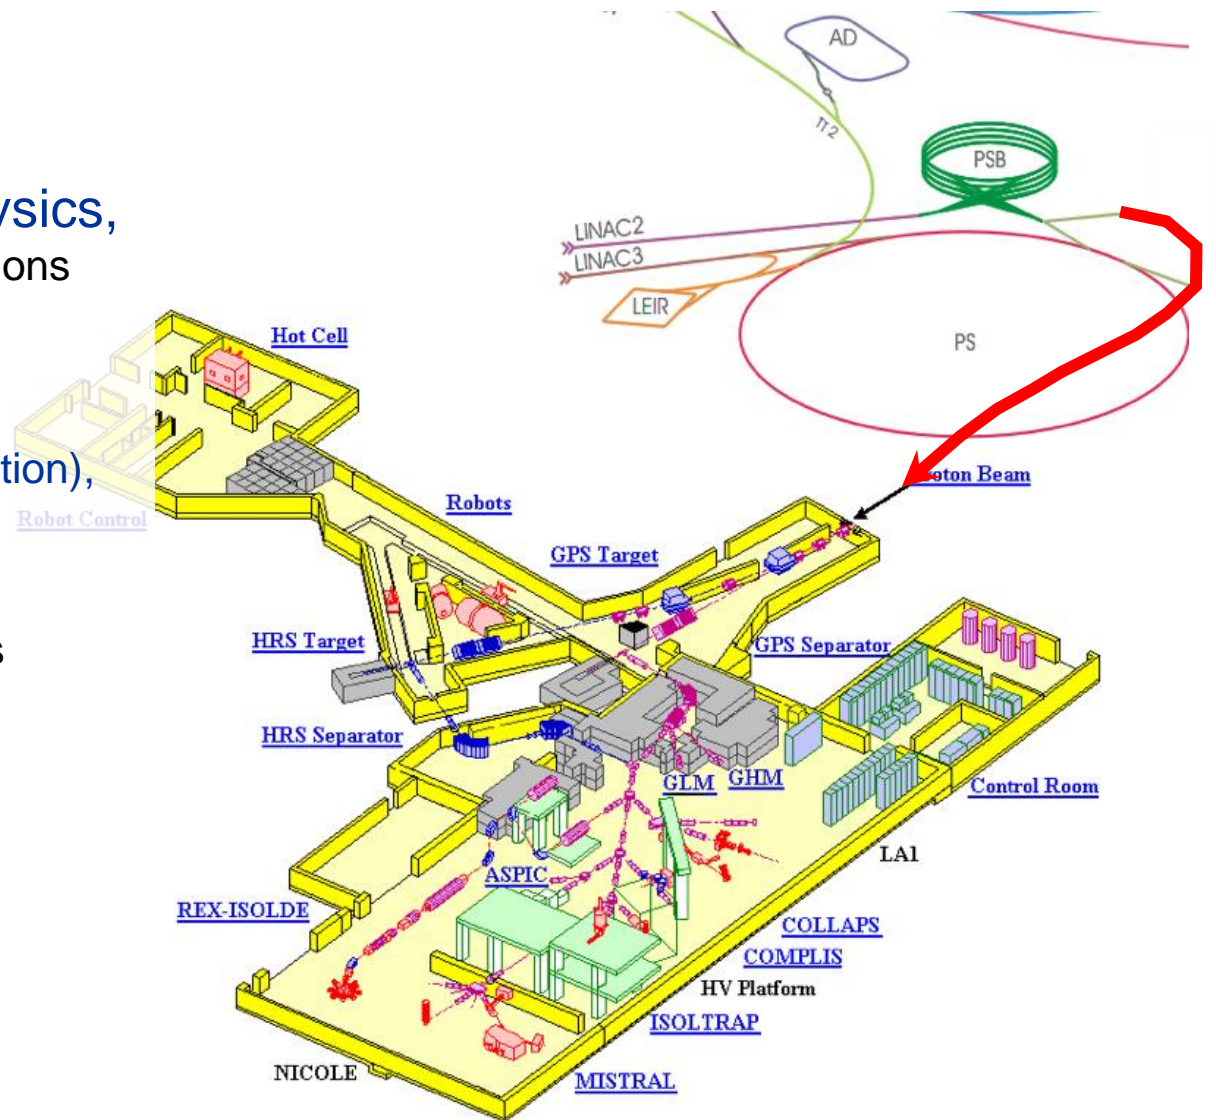 AD
TT2
PSB
ysics,
LINAC2
ons
LINAC3
LEIR
PS
Hot Cell
tion),
roton Beam
Robots
Robot Control
GPS Target
HRS Target
s
GPS Separator
HRS Separator
GLM
GHM
Control Room
LA1
ASPIC
REX-ISOLDE
COLLAPS
COMPLIS
HV Platform
ISOLTRAP
NICOLE
MISTRAL